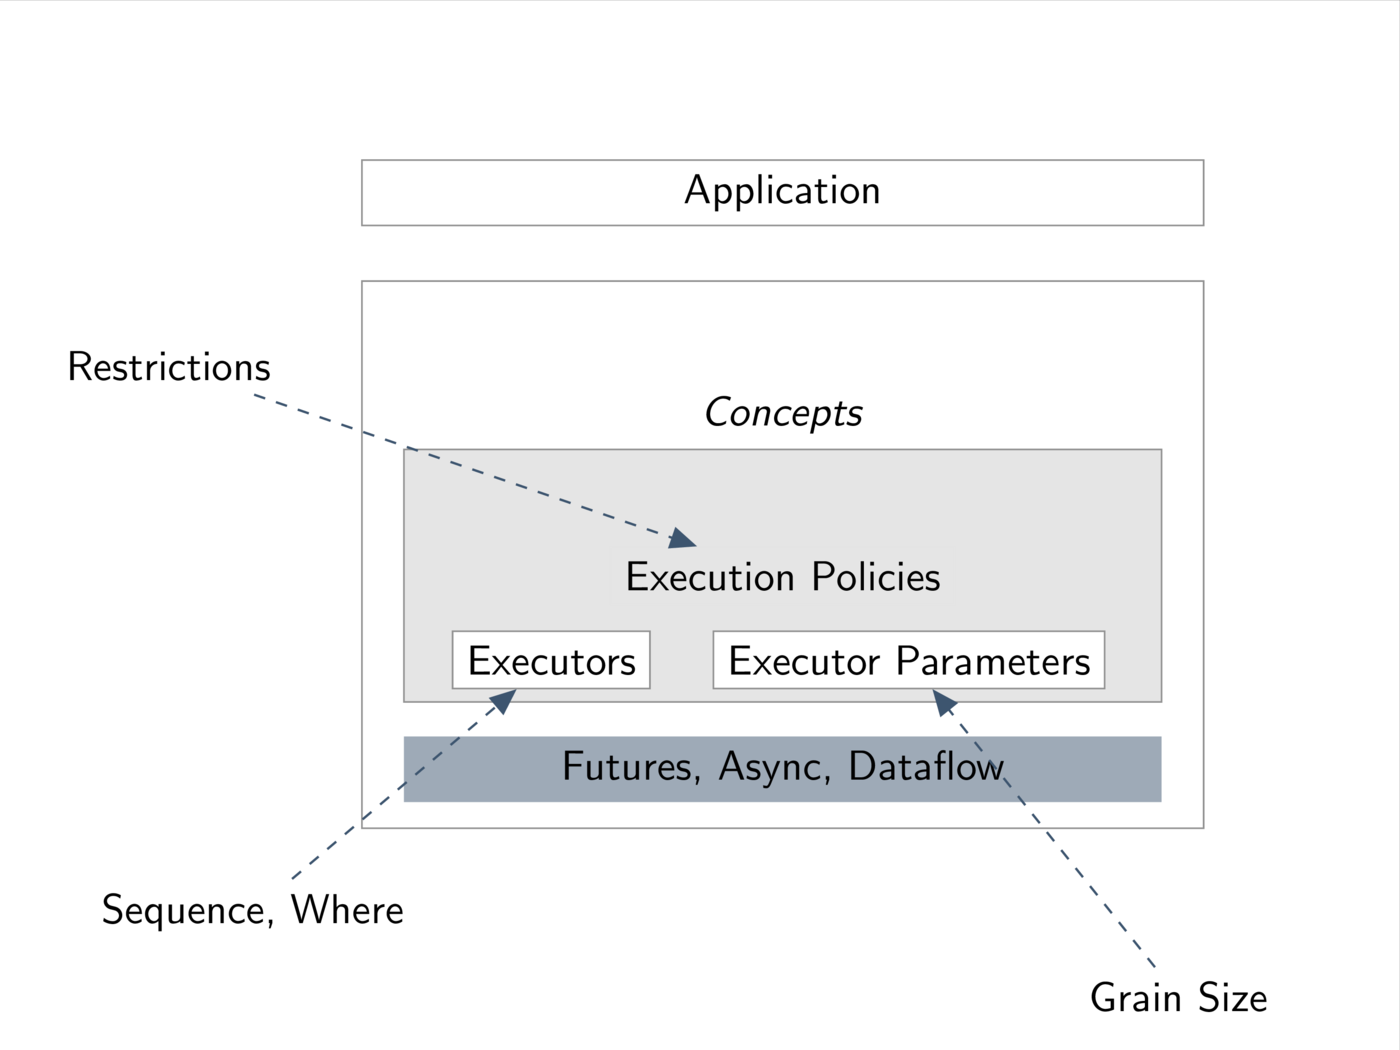 Application
Restrictions
Concepts
Execution Policies
Executors
Executor Parameters
Futures, Async, Dataflow
Sequence, Where
Grain Size